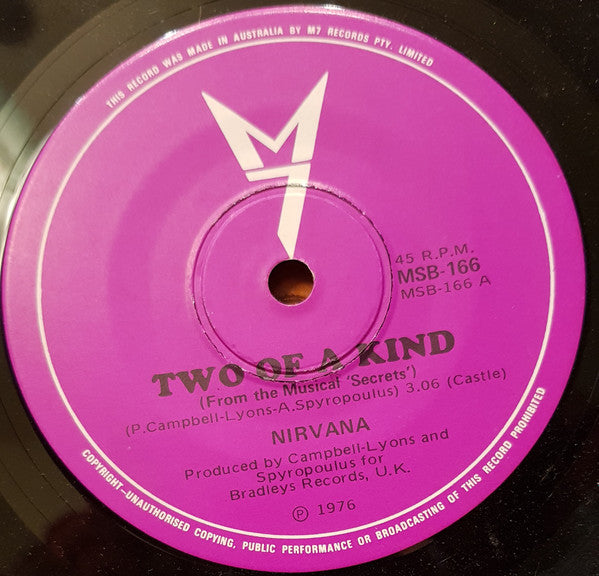 THIS RECORD WAS MADE IN AUSTRALIA BY M7 RECORDS PTY. LIMITED
M7
45 R.P.M.
MSB-166
MSB-166 A
TWO OF A KIND
(From the Musical 'Secrets')
(P.Campbell-Lyons-A.Spyropoulus) 3.06 (Castle)
NIRVANA
Produced by Campbell-Lyons and
Spyropoulus for
Bradleys Records, U.K.
Ⓟ 1976
COPYRIGHT-UNAUTHORISED COPYING, PUBLIC PERFORMANCE OR BROADCASTING OF THIS RECORD PROHIBITED